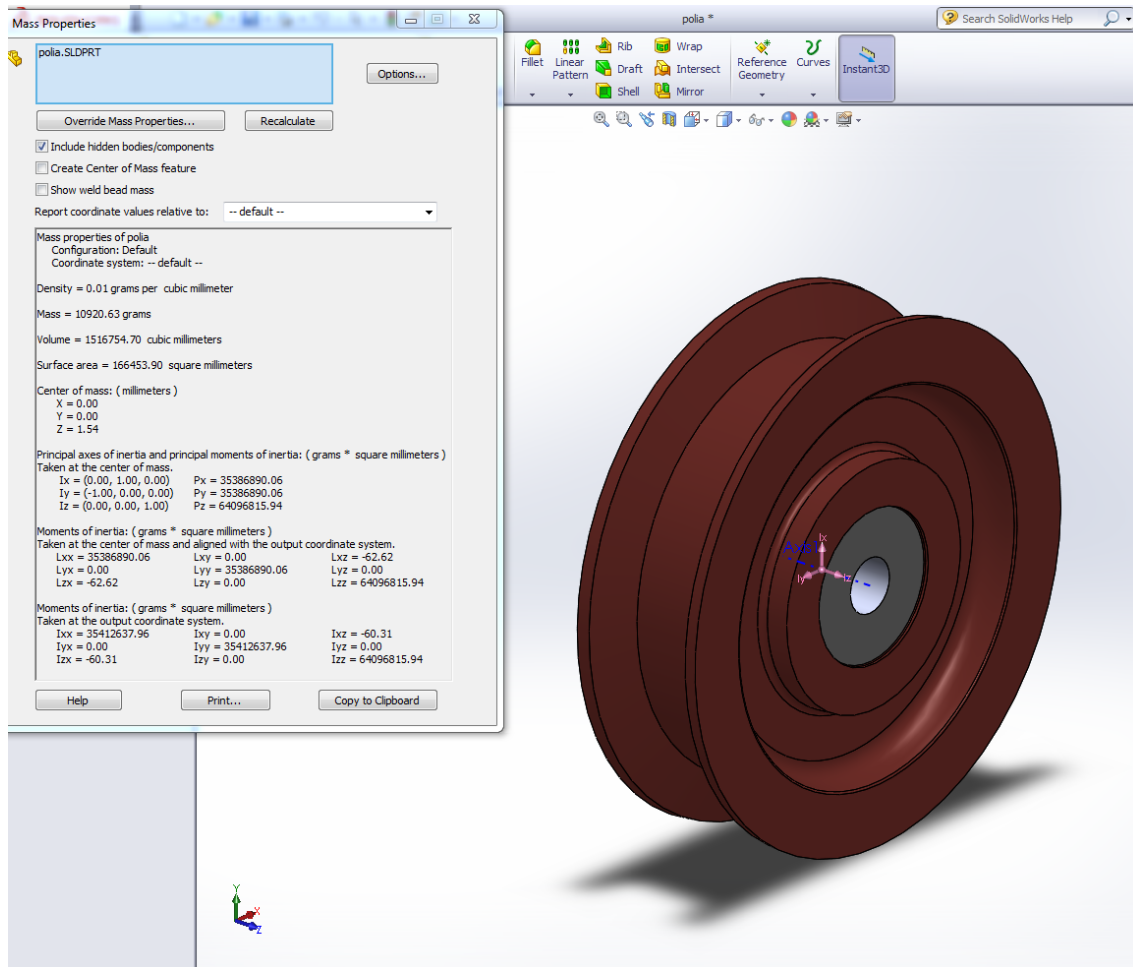 Mass Properties
polia *
Search SolidWorks Help
polia.SLDPRT
Options...
Override Mass Properties...
Recalculate
Include hidden bodies/components
Create Center of Mass feature
Show weld bead mass
Report coordinate values relative to: -- default --
Mass properties of polia
Configuration: Default
Coordinate system: -- default --
Density = 0.01 grams per cubic millimeter
Mass = 10920.63 grams
Volume = 1516754.70 cubic millimeters
Surface area = 166453.90 square millimeters
Center of mass: ( millimeters )
X = 0.00
Y = 0.00
Z = 1.54
Principal axes of inertia and principal moments of inertia: ( grams * square millimeters )
Taken at the center of mass.
Ix = (0.00, 1.00, 0.00) Px = 35386890.06
Iy = (-1.00, 0.00, 0.00) Py = 35386890.06
Iz = (0.00, 0.00, 1.00) Pz = 64096815.94
Moments of inertia: ( grams * square millimeters )
Taken at the center of mass and aligned with the output coordinate system.
Lxx = 35386890.06 Lxy = 0.00 Lxz = -62.62
Lyx = 0.00 Lyy = 35386890.06 Lyz = 0.00
Lzx = -62.62 Lzy = 0.00 Lzz = 64096815.94
Moments of inertia: ( grams * square millimeters )
Taken at the output coordinate system.
Ixx = 35412637.96 Ixy = 0.00 Ixz = -60.31
Iyx = 0.00 Iyy = 35412637.96 Iyz = 0.00
Izx = -60.31 Izy = 0.00 Izz = 64096815.94
Help
Print...
Copy to Clipboard
Fillet
Linear Pattern
Rib
Draft
Shell
Wrap
Intersect
Mirror
Reference Geometry
Curves
Instant3D
Ix
Iy
Iz
Y
X
Z